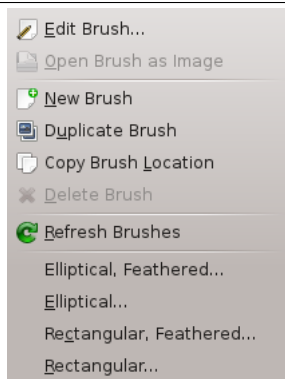 Edit Brush...
Open Brush as Image
New Brush
Duplicate Brush
Copy Brush Location
Delete Brush
Refresh Brushes
Elliptical, Feathered...
Elliptical...
Rectangular, Feathered...
Rectangular...